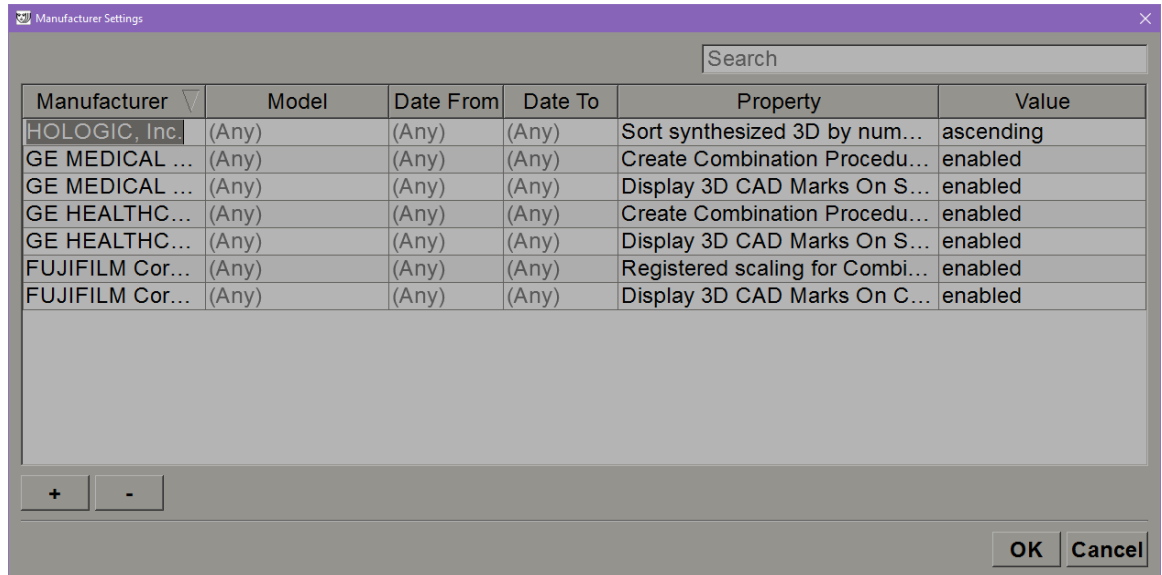 Manufacturer Settings
Search
Manufacturer Model Date From Date To Property Value
HOLOGIC, Inc. (Any) (Any) (Any) Sort synthesized 3D by num... ascending
GE MEDICAL ... (Any) (Any) (Any) Create Combination Procedu... enabled
GE MEDICAL ... (Any) (Any) (Any) Display 3D CAD Marks On S... enabled
GE HEALTHC... (Any) (Any) (Any) Create Combination Procedu... enabled
GE HEALTHC... (Any) (Any) (Any) Display 3D CAD Marks On S... enabled
FUJIFILM Cor... (Any) (Any) (Any) Registered scaling for Combi... enabled
FUJIFILM Cor... (Any) (Any) (Any) Display 3D CAD Marks On C... enabled
+ -
OK Cancel